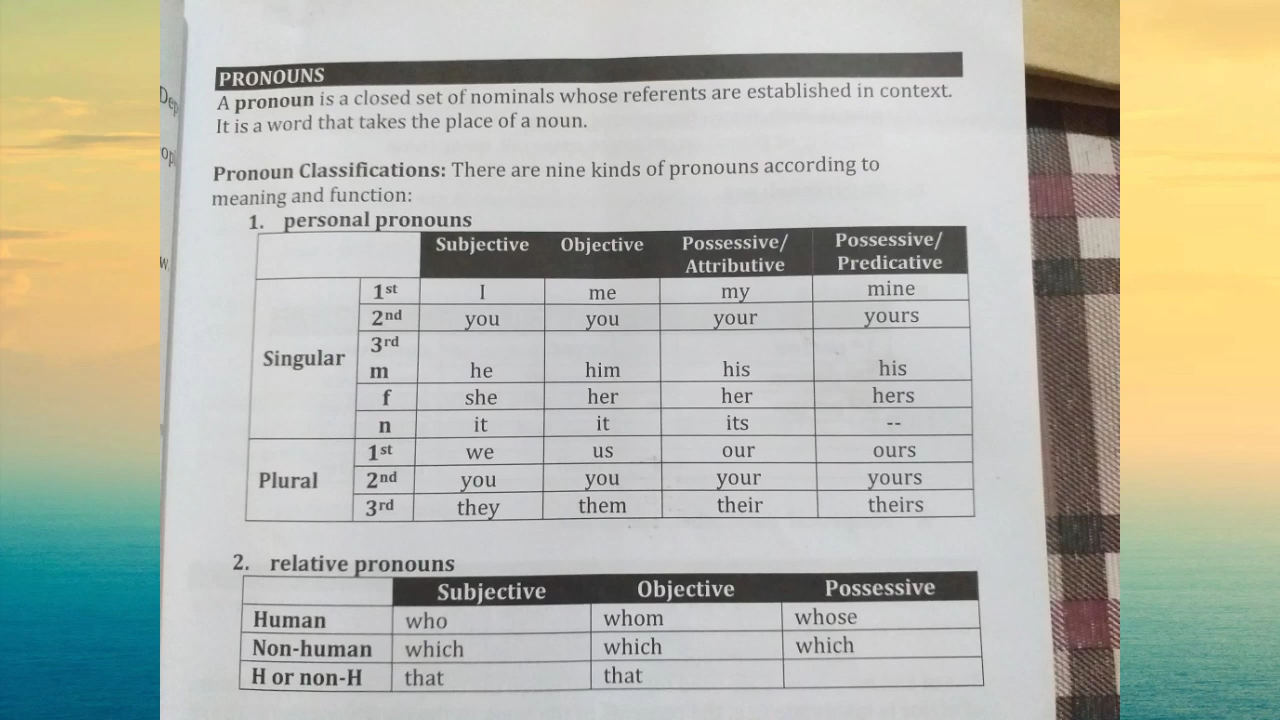 PRONOUNS
A pronoun is a closed set of nominals whose referents are established in context.
It is a word that takes the place of a noun.
Pronoun Classifications: There are nine kinds of pronouns according to
meaning and function:
1. personal pronouns
Subjective Objective Possessive/ Attributive Possessive/ Predicative
Singular
1st I me my mine
2nd you you your yours
3rd
m he him his his
f she her her hers
n it it its --
Plural
1st we us our ours
2nd you you your yours
3rd they them their theirs
2. relative pronouns
Subjective Objective Possessive
Human who whom whose
Non-human which which which
H or non-H that that